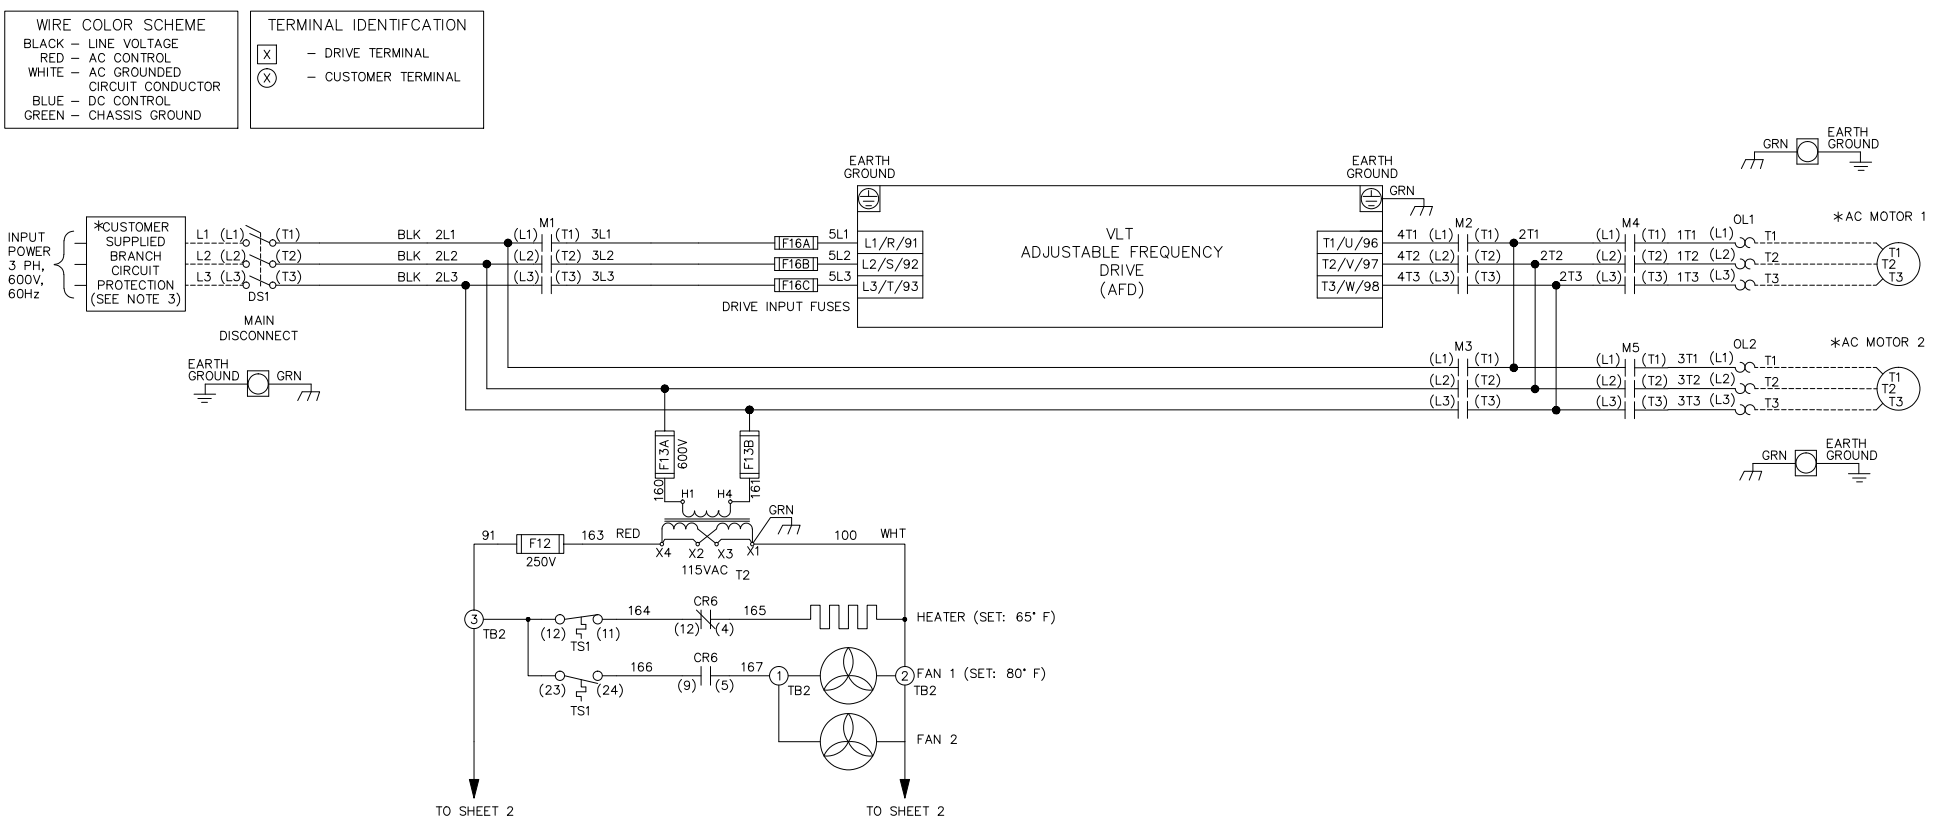 WIRE COLOR SCHEME
BLACK – LINE VOLTAGE
RED – AC CONTROL
WHITE – AC GROUNDED
CIRCUIT CONDUCTOR
BLUE – DC CONTROL
GREEN – CHASSIS GROUND
TERMINAL IDENTIFCATION
X – DRIVE TERMINAL
X – CUSTOMER TERMINAL
GRN
EARTH
GROUND
EARTH
GROUND
EARTH
GROUND
GRN
INPUT
POWER
3 PH,
600V,
60Hz
*CUSTOMER
SUPPLIED
BRANCH
CIRCUIT
PROTECTION
(SEE NOTE 3)
L1 (L1) (T1) BLK 2L1 (L1) M1 (T1) 3L1 F16A 5L1 L1/R/91
L2 (L2) (T2) BLK 2L2 (L2) (T2) 3L2 F16B 5L2 L2/S/92
L3 (L3) (T3) BLK 2L3 (L3) (T3) 3L3 F16C 5L3 L3/T/93
DS1
MAIN
DISCONNECT
DRIVE INPUT FUSES
VLT
ADJUSTABLE FREQUENCY
DRIVE
(AFD)
T1/U/96 4T1 (L1) M2 (T1) 2T1 (L1) M4 (T1) 1T1 (L1) OL1 T1
T2/V/97 4T2 (L2) (T2) 2T2 (L2) (T2) 1T2 (L2) T2
T3/W/98 4T3 (L3) (T3) 2T3 (L3) (T3) 1T3 (L3) T3
*AC MOTOR 1
T1
T2
T3
EARTH
GROUND
GRN
(L1) M3 (T1) (L1) M5 (T1) 3T1 (L1) OL2 T1
(L2) (T2) (L2) (T2) 3T2 (L2) T2
(L3) (T3) (L3) (T3) 3T3 (L3) T3
*AC MOTOR 2
T1
T2
T3
GRN
EARTH
GROUND
F13A
600V
F13B
160
H1
H4
161
GRN
91
F12
250V
163
RED
X4
X2
X3
X1
100
WHT
115VAC
T2
3
TB2
(12)
TS1
(11)
164
CR6
(12)
(4)
165
HEATER (SET: 65° F)
(23)
TS1
(24)
166
CR6
(9)
(5)
167
1
TB2
2
TB2
FAN 1 (SET: 80° F)
FAN 2
TO SHEET 2
TO SHEET 2